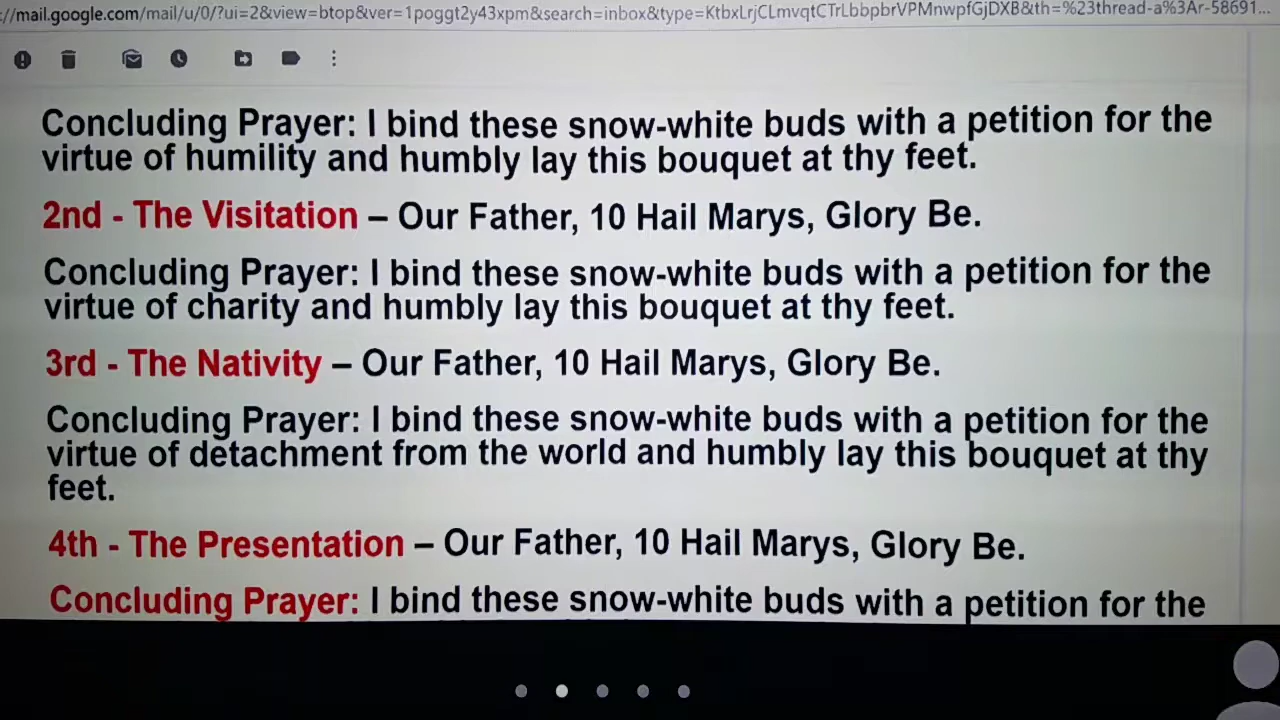 ://mail.google.com/mail/u/0/?ui=2&view=btop&ver=1poggt2y43xpm&search=inbox&type=KtbxLrjCLmvqtCTrLbbpbrVPMnwpfGjDXB&th=%23thread-a%3Ar-58691...
Concluding Prayer: I bind these snow-white buds with a petition for the
virtue of humility and humbly lay this bouquet at thy feet.
2nd - The Visitation – Our Father, 10 Hail Marys, Glory Be.
Concluding Prayer: I bind these snow-white buds with a petition for the
virtue of charity and humbly lay this bouquet at thy feet.
3rd - The Nativity – Our Father, 10 Hail Marys, Glory Be.
Concluding Prayer: I bind these snow-white buds with a petition for the
virtue of detachment from the world and humbly lay this bouquet at thy
feet.
4th - The Presentation – Our Father, 10 Hail Marys, Glory Be.
Concluding Prayer: I bind these snow-white buds with a petition for the